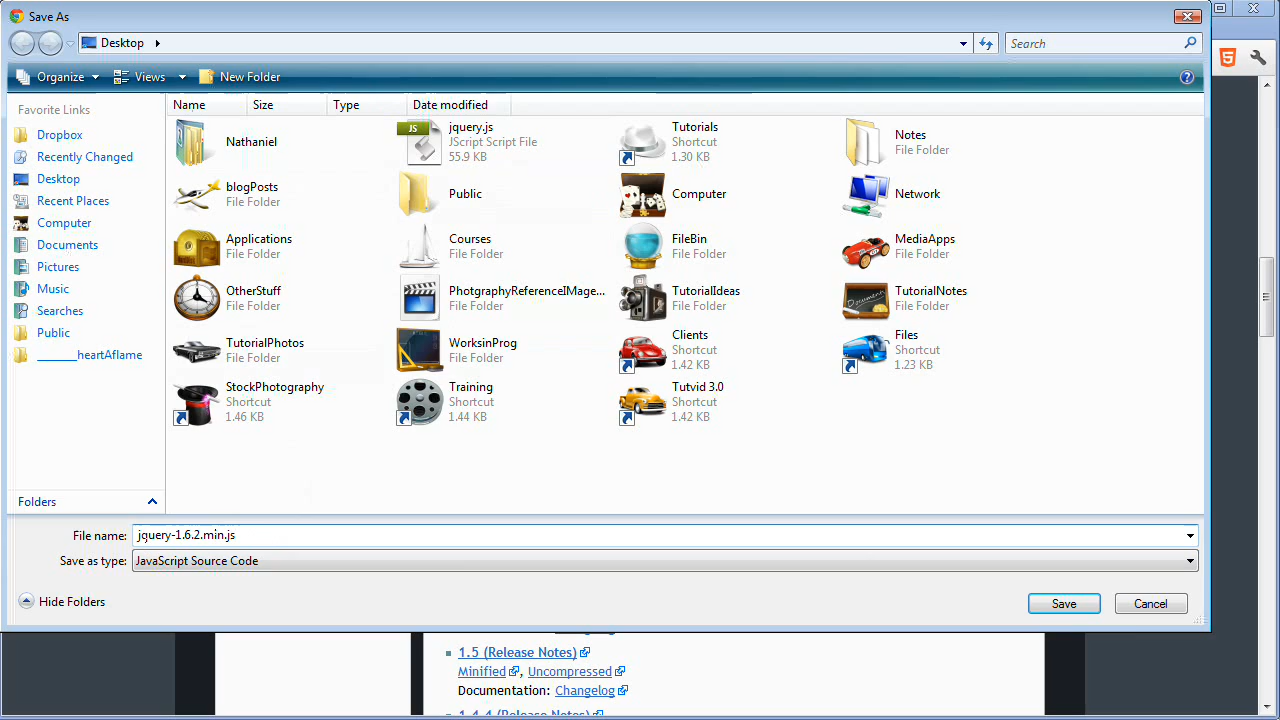 Save As
Desktop
Search
Organize
Views
New Folder
Favorite Links
Dropbox
Recently Changed
Desktop
Recent Places
Computer
Documents
Pictures
Music
Searches
Public
_______heartAflame
Folders
Name
Size
Type
Date modified
Nathaniel
jquery.js
JScript Script File
55.9 KB
Tutorials
Shortcut
1.30 KB
Notes
File Folder
blogPosts
File Folder
Public
Computer
Network
Applications
File Folder
Courses
File Folder
FileBin
File Folder
MediaApps
File Folder
OtherStuff
File Folder
PhotgraphyReferenceIMage...
File Folder
TutorialIdeas
File Folder
TutorialNotes
File Folder
TutorialPhotos
File Folder
WorksinProg
File Folder
Clients
Shortcut
1.42 KB
Files
Shortcut
1.23 KB
StockPhotography
Shortcut
1.46 KB
Training
Shortcut
1.44 KB
Tutvid 3.0
Shortcut
1.42 KB
File name: jquery-1.6.2.min.js
Save as type: JavaScript Source Code
Hide Folders
Save
Cancel
1.5 (Release Notes)
Minified, Uncompressed
Documentation: Changelog
1.4.4 (Release Notes)